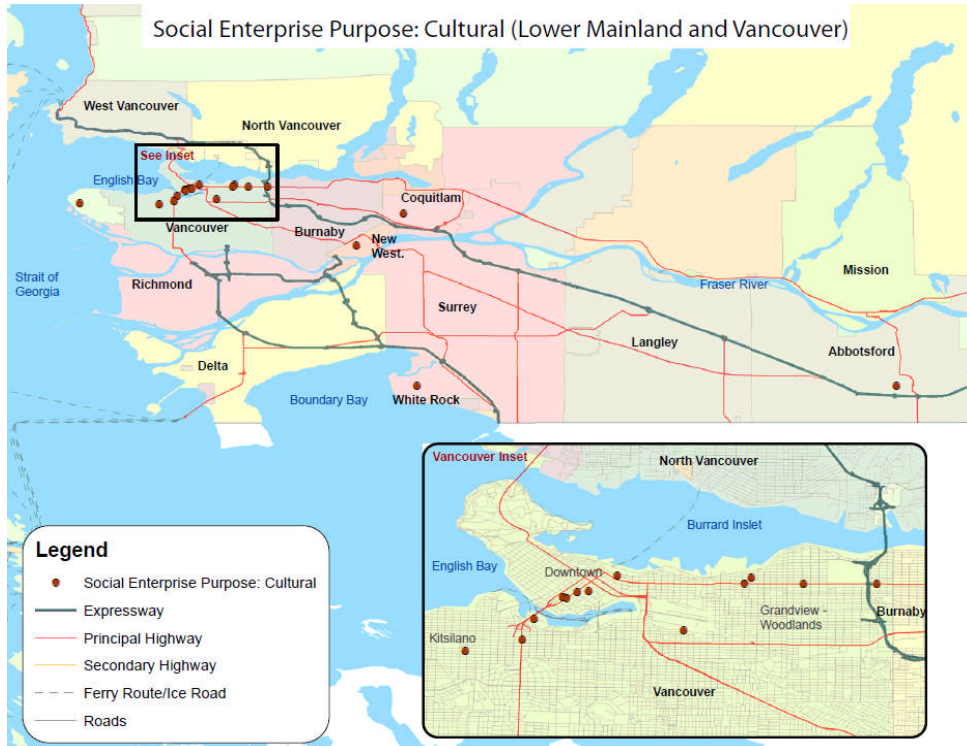 Social Enterprise Purpose: Cultural (Lower Mainland and Vancouver)
West Vancouver
North Vancouver
See Inset
English Bay
Coquitlam
Vancouver
Burnaby
New
West.
Strait of
Georgia
Richmond
Mission
Fraser River
Surrey
Langley
Abbotsford
Delta
Boundary Bay
White Rock
Vancouver Inset
North Vancouver
Burrard Inslet
English Bay
Downtown
Grandview -
Woodlands
Burnaby
Kitsilano
Vancouver
Legend
Social Enterprise Purpose: Cultural
Expressway
Principal Highway
Secondary Highway
Ferry Route/Ice Road
Roads